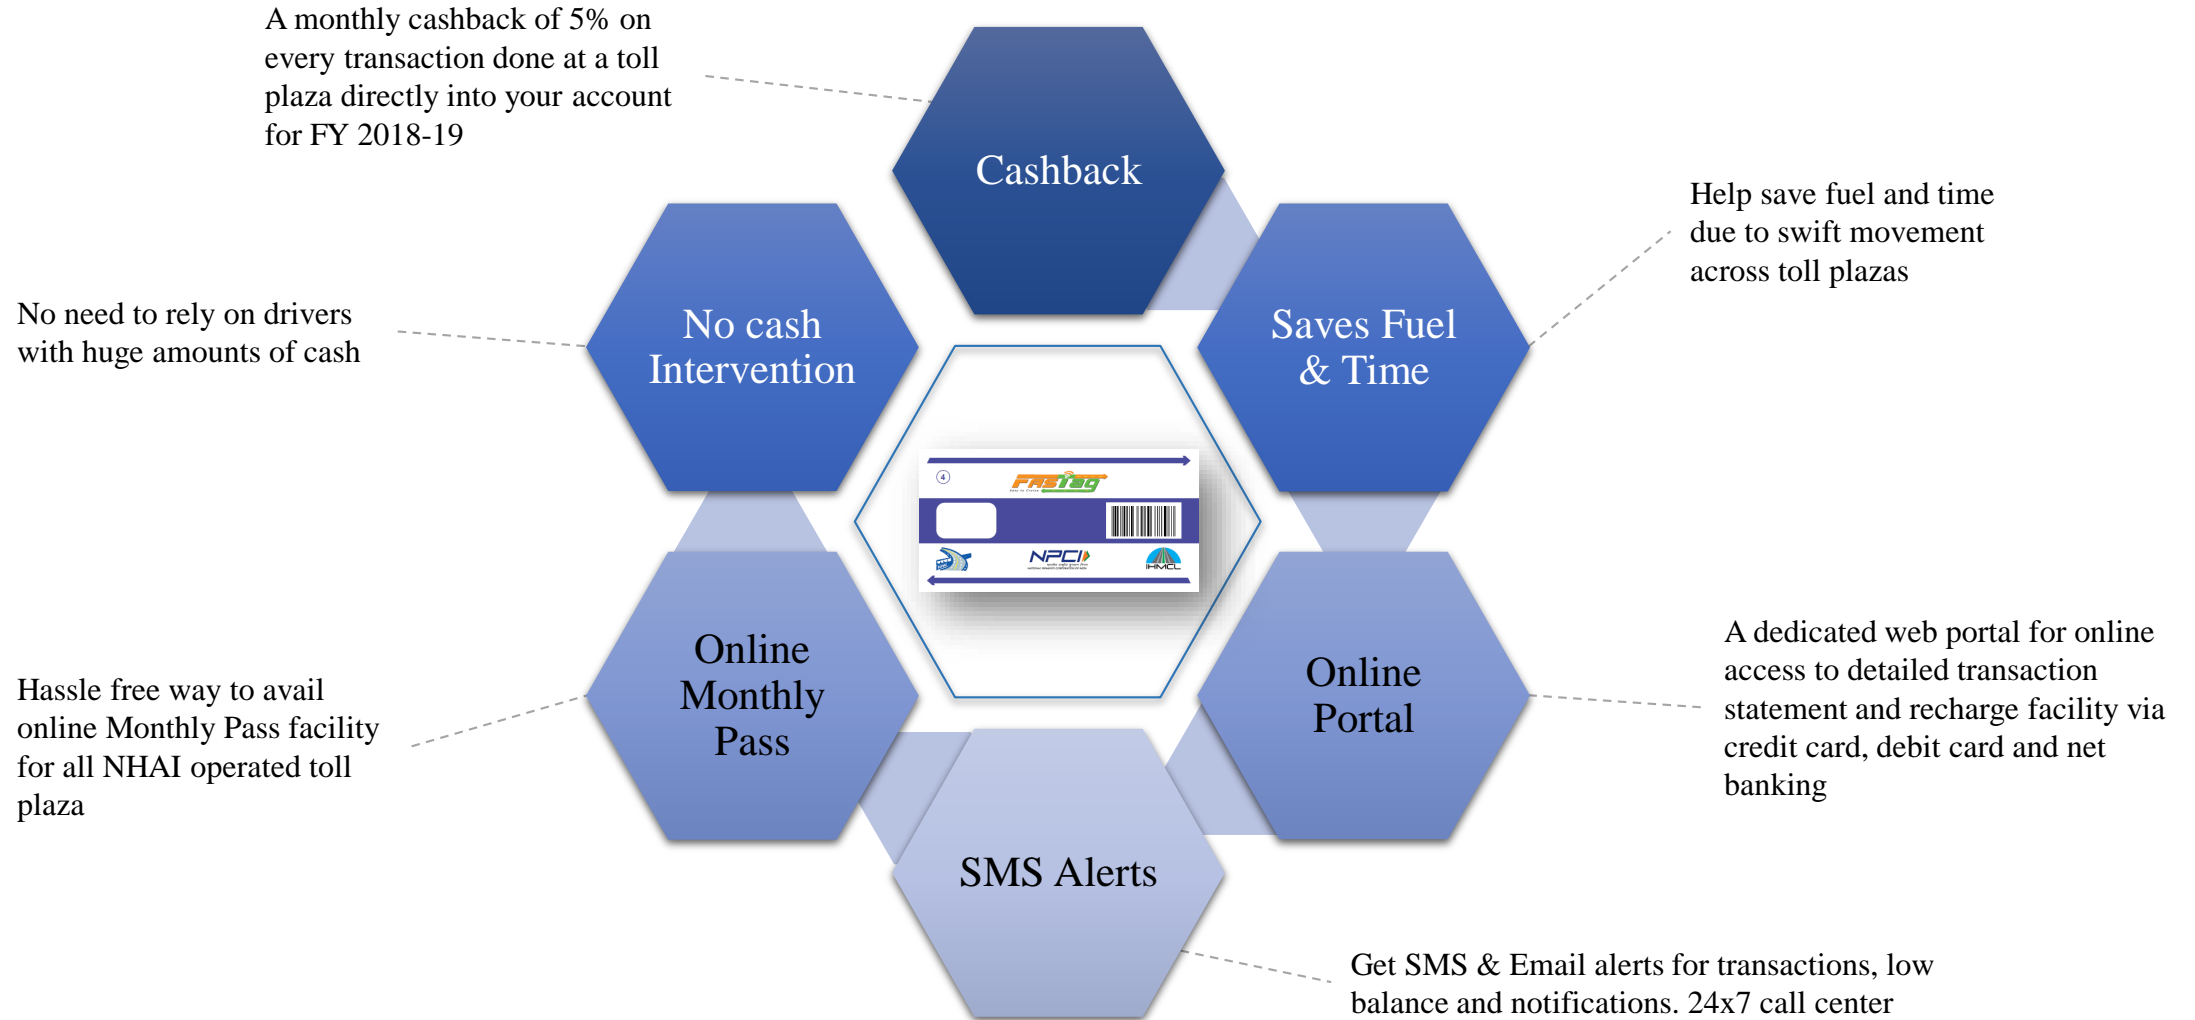 A monthly cashback of 5% on
every transaction done at a toll
plaza directly into your account
for FY 2018-19
Cashback
Help save fuel and time
due to swift movement
across toll plazas
Saves Fuel
& Time
No cash
Intervention
No need to rely on drivers
with huge amounts of cash
4
FASTag
NPCI
IHMCL
Online
Monthly
Pass
Hassle free way to avail
online Monthly Pass facility
for all NHAI operated toll
plaza
Online
Portal
A dedicated web portal for online
access to detailed transaction
statement and recharge facility via
credit card, debit card and net
banking
SMS Alerts
Get SMS & Email alerts for transactions, low
balance and notifications. 24x7 call center